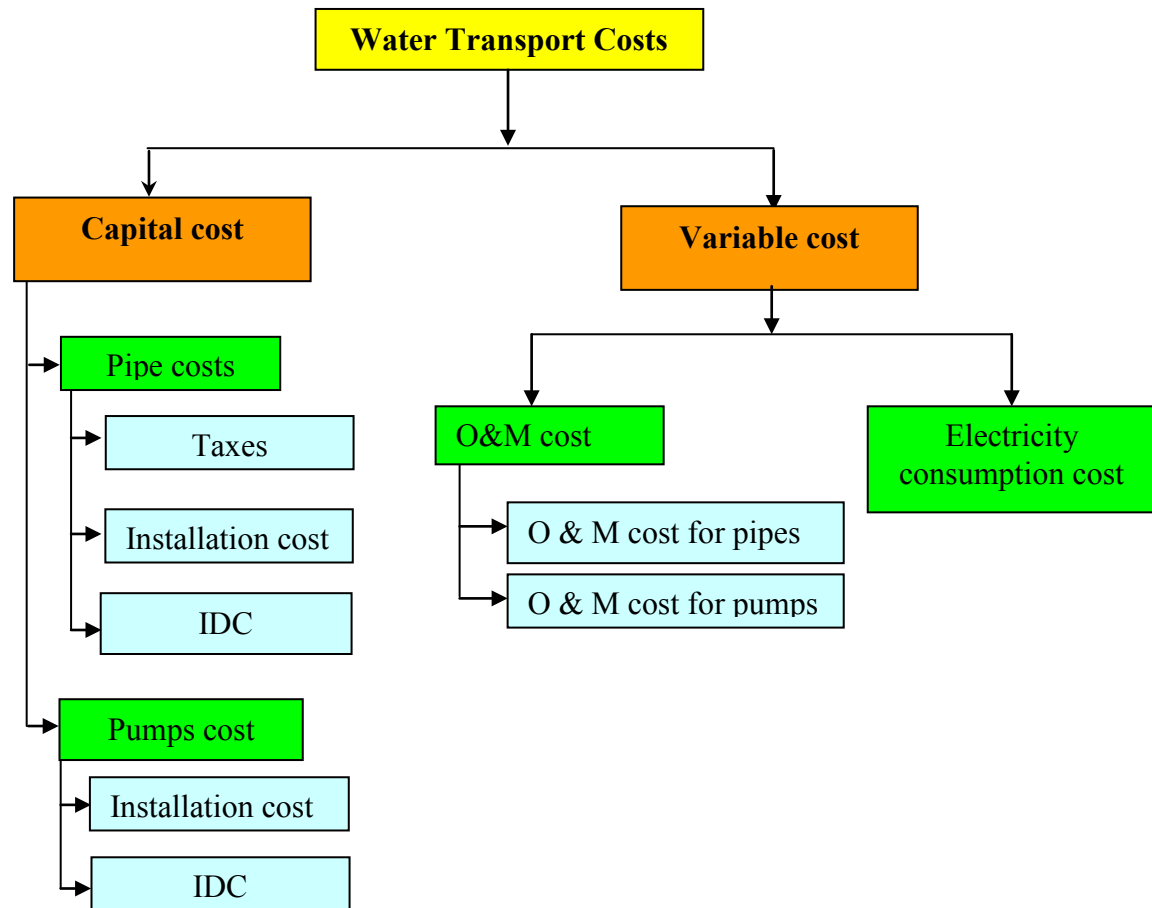 Water Transport Costs
Capital cost
Variable cost
Pipe costs
Taxes
Installation cost
IDC
Pumps cost
Installation cost
IDC
O&M cost
O & M cost for pipes
O & M cost for pumps
Electricity
consumption cost